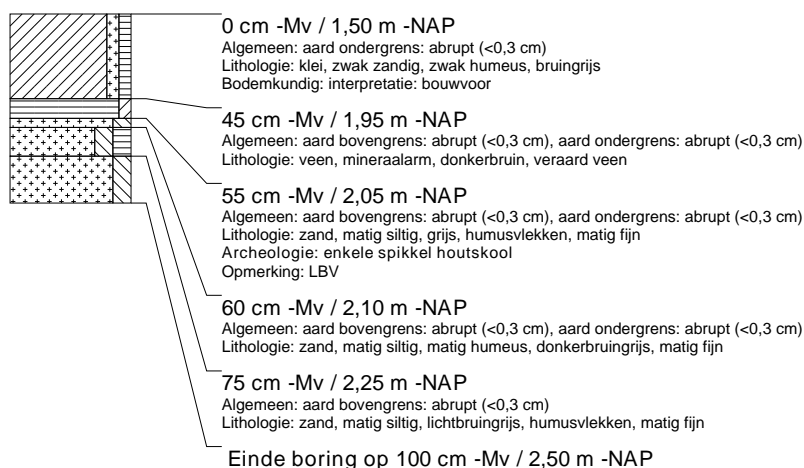 0 cm -Mv / 1,50 m -NAP
Algemeen: aard ondergrens: abrupt (<0,3 cm)
Lithologie: klei, zwak zandig, zwak humeus, bruingrijs
Bodemkundig: interpretatie: bouwvoor
45 cm -Mv / 1,95 m -NAP
Algemeen: aard bovengrens: abrupt (<0,3 cm), aard ondergrens: abrupt (<0,3 cm)
Lithologie: veen, mineraalarm, donkerbruin, veraard veen
55 cm -Mv / 2,05 m -NAP
Algemeen: aard bovengrens: abrupt (<0,3 cm), aard ondergrens: abrupt (<0,3 cm)
Lithologie: zand, matig siltig, grijs, humusvlekken, matig fijn
Archeologie: enkele spikkel houtskool
Opmerking: LBV
60 cm -Mv / 2,10 m -NAP
Algemeen: aard bovengrens: abrupt (<0,3 cm), aard ondergrens: abrupt (<0,3 cm)
Lithologie: zand, matig siltig, matig humeus, donkerbruingrijs, matig fijn
75 cm -Mv / 2,25 m -NAP
Algemeen: aard bovengrens: abrupt (<0,3 cm)
Lithologie: zand, matig siltig, lichtbruingrijs, humusvlekken, matig fijn
Einde boring op 100 cm -Mv / 2,50 m -NAP